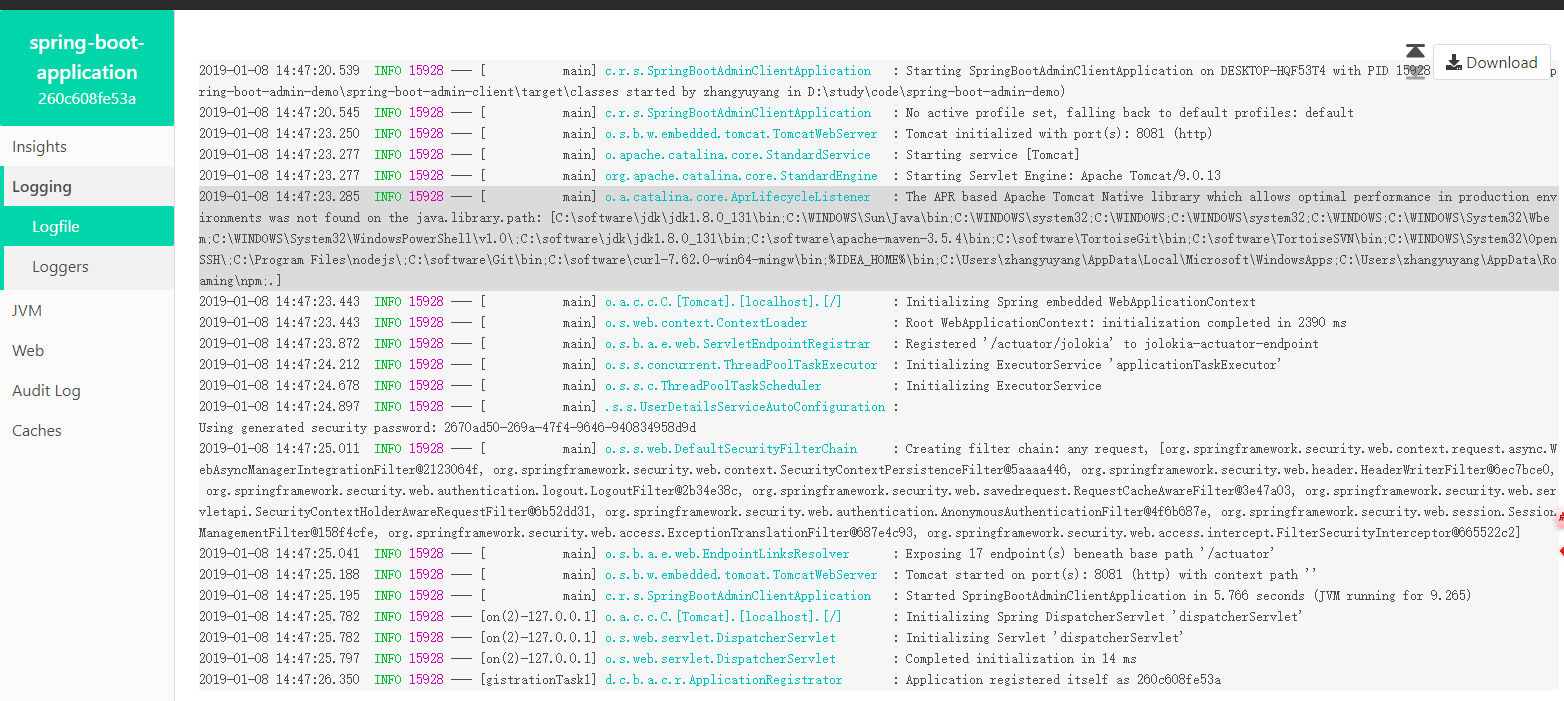 spring-boot-
application
260c608fe53a
Insights
Logging
Logfile
Loggers
JVM
Web
Audit Log
Caches
Download
2019-01-08 14:47:20.539  INFO 15928 --- [           main] c.r.s.SpringBootAdminClientApplication   : Starting SpringBootAdminClientApplication on DESKTOP-HQF53T4 with PID 15928
ring-boot-admin-demo\spring-boot-admin-client\target\classes started by zhangyuyang in D:\study\code\spring-boot-admin-demo)
2019-01-08 14:47:20.545  INFO 15928 --- [           main] c.r.s.SpringBootAdminClientApplication   : No active profile set, falling back to default profiles: default
2019-01-08 14:47:23.250  INFO 15928 --- [           main] o.s.b.w.embedded.tomcat.TomcatWebServer  : Tomcat initialized with port(s): 8081 (http)
2019-01-08 14:47:23.277  INFO 15928 --- [           main] o.apache.catalina.core.StandardService   : Starting service [Tomcat]
2019-01-08 14:47:23.277  INFO 15928 --- [           main] org.apache.catalina.core.StandardEngine  : Starting Servlet Engine: Apache Tomcat/9.0.13
2019-01-08 14:47:23.285  INFO 15928 --- [           main] o.a.catalina.core.AprLifecycleListener   : The APR based Apache Tomcat Native library which allows optimal performance in production env
ironments was not found on the java.library.path: [C:\software\jdk\jdk1.8.0_131\bin;C:\WINDOWS\Sun\Java\bin;C:\WINDOWS\system32;C:\WINDOWS;C:\WINDOWS\system32;C:\WINDOWS;C:\WINDOWS\System32\Wbe
m;C:\WINDOWS\System32\WindowsPowerShell\v1.0\;C:\software\jdk\jdk1.8.0_131\bin;C:\software\apache-maven-3.5.4\bin;C:\software\TortoiseGit\bin;C:\software\TortoiseSVN\bin;C:\WINDOWS\System32\Open
SSH\;C:\Program Files\nodejs\;C:\software\Git\bin;C:\software\curl-7.62.0-win64-mingw\bin;%IDEA_HOME%\bin;C:\Users\zhangyuyang\AppData\Local\Microsoft\WindowsApps;C:\Users\zhangyuyang\AppData\Ro
aming\npm;.]
2019-01-08 14:47:23.443  INFO 15928 --- [           main] o.a.c.c.C.[Tomcat].[localhost].[/]       : Initializing Spring embedded WebApplicationContext
2019-01-08 14:47:23.443  INFO 15928 --- [           main] o.s.web.context.ContextLoader            : Root WebApplicationContext: initialization completed in 2390 ms
2019-01-08 14:47:23.872  INFO 15928 --- [           main] o.s.b.a.e.web.ServletEndpointRegistrar   : Registered '/actuator/jolokia' to jolokia-actuator-endpoint
2019-01-08 14:47:24.212  INFO 15928 --- [           main] o.s.s.concurrent.ThreadPoolTaskExecutor  : Initializing ExecutorService 'applicationTaskExecutor'
2019-01-08 14:47:24.678  INFO 15928 --- [           main] o.s.s.c.ThreadPoolTaskScheduler          : Initializing ExecutorService
2019-01-08 14:47:24.897  INFO 15928 --- [           main] .s.s.UserDetailsServiceAutoConfiguration :
Using generated security password: 2670ad50-269a-47f4-9646-940834958d9d
2019-01-08 14:47:25.011  INFO 15928 --- [           main] o.s.s.web.DefaultSecurityFilterChain     : Creating filter chain: any request, [org.springframework.security.web.context.request.async.W
ebAsyncManagerIntegrationFilter@2123064f, org.springframework.security.web.context.SecurityContextPersistenceFilter@5aaaa446, org.springframework.security.web.header.HeaderWriterFilter@6ec7bce0,
org.springframework.security.web.authentication.logout.LogoutFilter@2b34e38c, org.springframework.security.web.savedrequest.RequestCacheAwareFilter@3e47a03, org.springframework.security.web.ser
vletapi.SecurityContextHolderAwareRequestFilter@6b52dd31, org.springframework.security.web.authentication.AnonymousAuthenticationFilter@4f6b687e, org.springframework.security.web.session.Session
ManagementFilter@158f4cfe, org.springframework.security.web.access.ExceptionTranslationFilter@687e4c93, org.springframework.security.web.access.intercept.FilterSecurityInterceptor@665522c2]
2019-01-08 14:47:25.041  INFO 15928 --- [           main] o.s.b.a.e.web.EndpointLinksResolver      : Exposing 17 endpoint(s) beneath base path '/actuator'
2019-01-08 14:47:25.188  INFO 15928 --- [           main] o.s.b.w.embedded.tomcat.TomcatWebServer  : Tomcat started on port(s): 8081 (http) with context path ''
2019-01-08 14:47:25.195  INFO 15928 --- [           main] c.r.s.SpringBootAdminClientApplication   : Started SpringBootAdminClientApplication in 5.766 seconds (JVM running for 9.265)
2019-01-08 14:47:25.782  INFO 15928 --- [on(2)-127.0.0.1] o.a.c.c.C.[Tomcat].[localhost].[/]       : Initializing Spring DispatcherServlet 'dispatcherServlet'
2019-01-08 14:47:25.782  INFO 15928 --- [on(2)-127.0.0.1] o.s.web.servlet.DispatcherServlet        : Initializing Servlet 'dispatcherServlet'
2019-01-08 14:47:25.797  INFO 15928 --- [on(2)-127.0.0.1] o.s.web.servlet.DispatcherServlet        : Completed initialization in 14 ms
2019-01-08 14:47:26.350  INFO 15928 --- [gistrationTask1] d.c.b.a.c.r.ApplicationRegistrator       : Application registered itself as 260c608fe53a